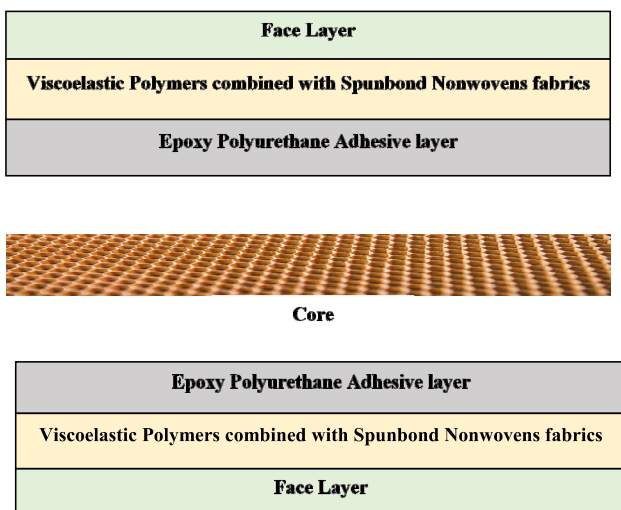 Face Layer
Viscoelastic Polymers combined with Spunbond Nonwovens fabrics
Epoxy Polyurethane Adhesive layer
Core
Epoxy Polyurethane Adhesive layer
Viscoelastic Polymers combined with Spunbond Nonwovens fabrics
Face Layer